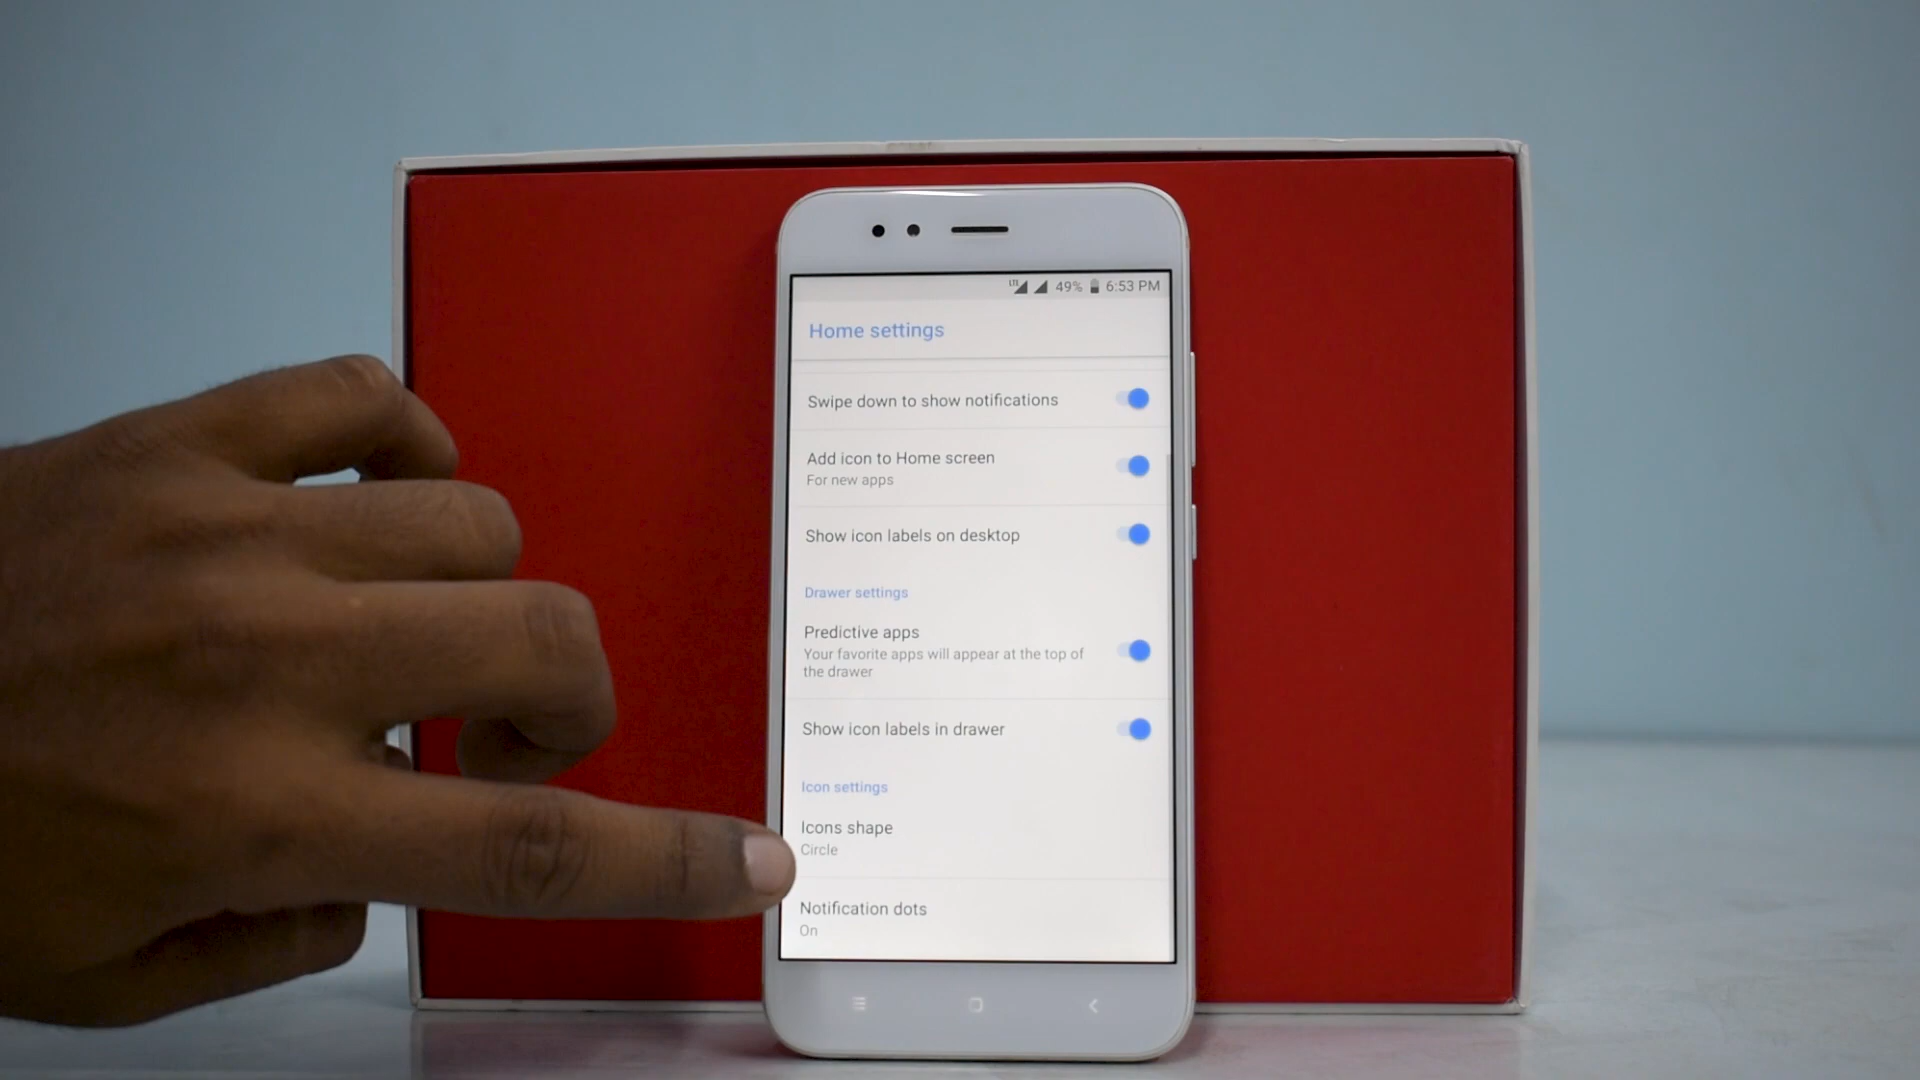 LTE 49% 6:53 PM
Home settings
Swipe down to show notifications
Add icon to Home screen
For new apps
Show icon labels on desktop
Drawer settings
Predictive apps
Your favorite apps will appear at the top of
the drawer
Show icon labels in drawer
Icon settings
Icons shape
Circle
Notification dots
On